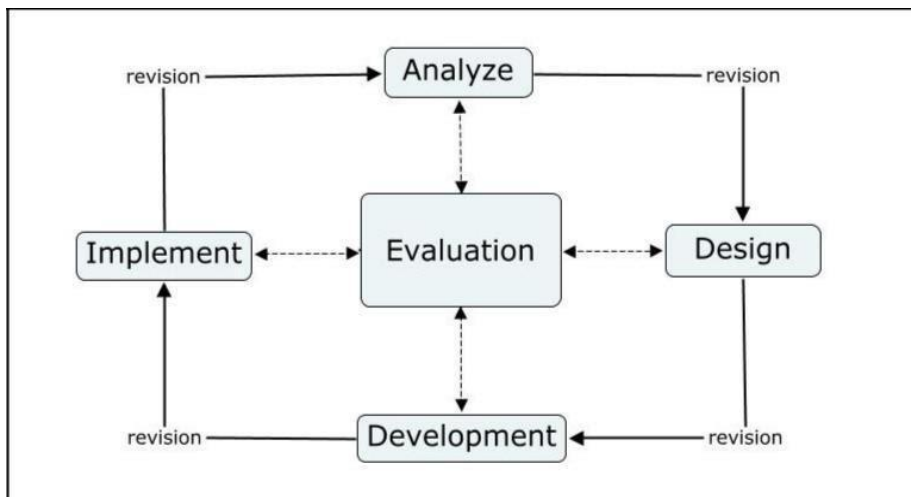 revision
Analyze
revision
Implement
Evaluation
Design
revision
Development
revision